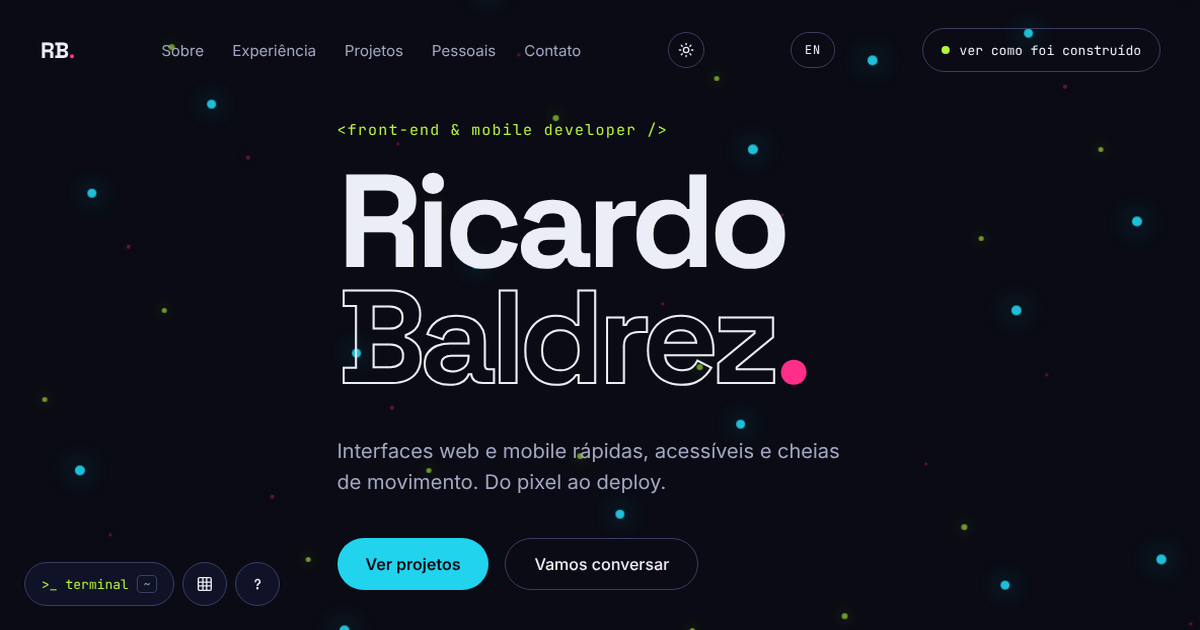 RB.
Sobre Experiência Projetos Pessoais Contato
EN
ver como foi construído
<front-end & mobile developer />
Ricardo
Baldrez.
Interfaces web e mobile rápidas, acessíveis e cheias
de movimento. Do pixel ao deploy.
Ver projetos
Vamos conversar
>_ terminal ~
?